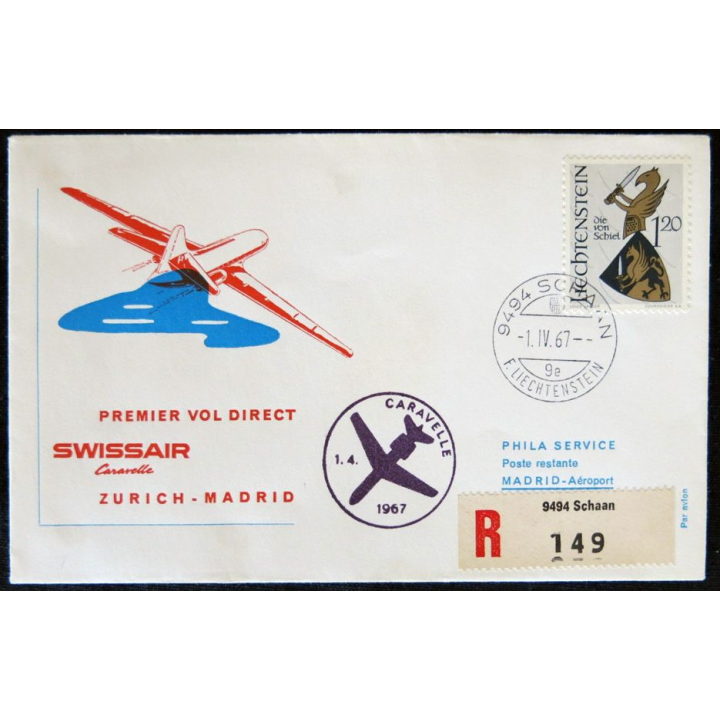 LIECHTENSTEIN
die
von
Schiel
1.20
9494 SCHAAN
-1.IV.67--
9e
F. LIECHTENSTEIN
PREMIER VOL DIRECT
SWISSAIR
Caravelle
ZURICH - MADRID
CARAVELLE
1.4.
1967
PHILA SERVICE
Poste restante
MADRID-Aéroport
Par avion
9494 Schaan
R
149